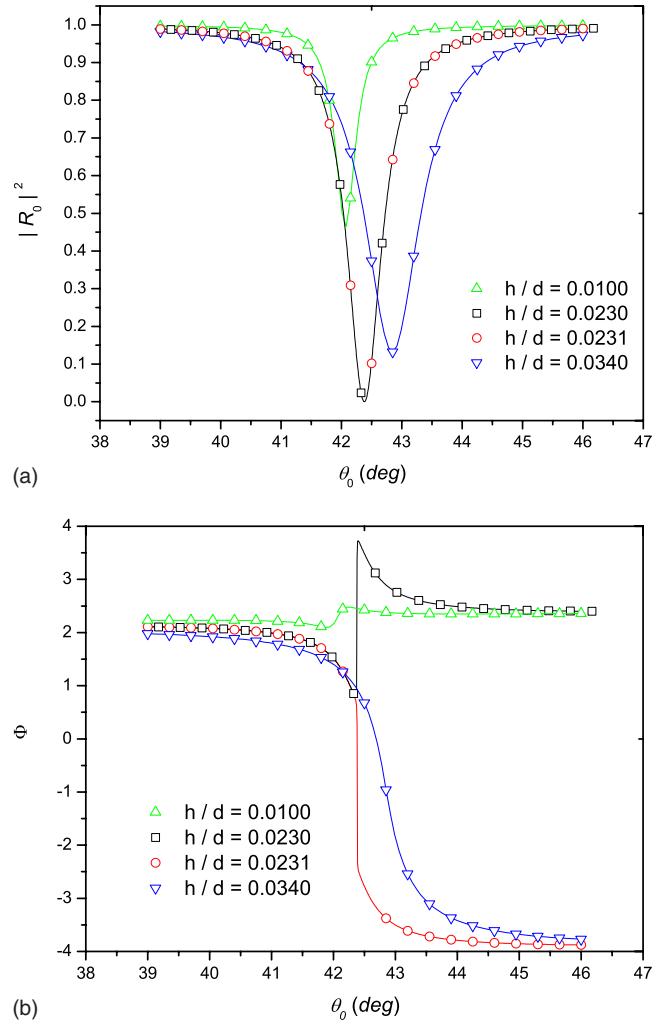 1.0
0.9
0.8
0.7
0.6
0.5
0.4
0.3
0.2
0.1
0.0
| R₀ | ²
h / d = 0.0100
h / d = 0.0230
h / d = 0.0231
h / d = 0.0340
38 39 40 41 42 43 44 45 46 47
θ₀ (deg)
(a)
4
3
2
1
0
-1
-2
-3
-4
Φ
h / d = 0.0100
h / d = 0.0230
h / d = 0.0231
h / d = 0.0340
38 39 40 41 42 43 44 45 46 47
θ₀ (deg)
(b)